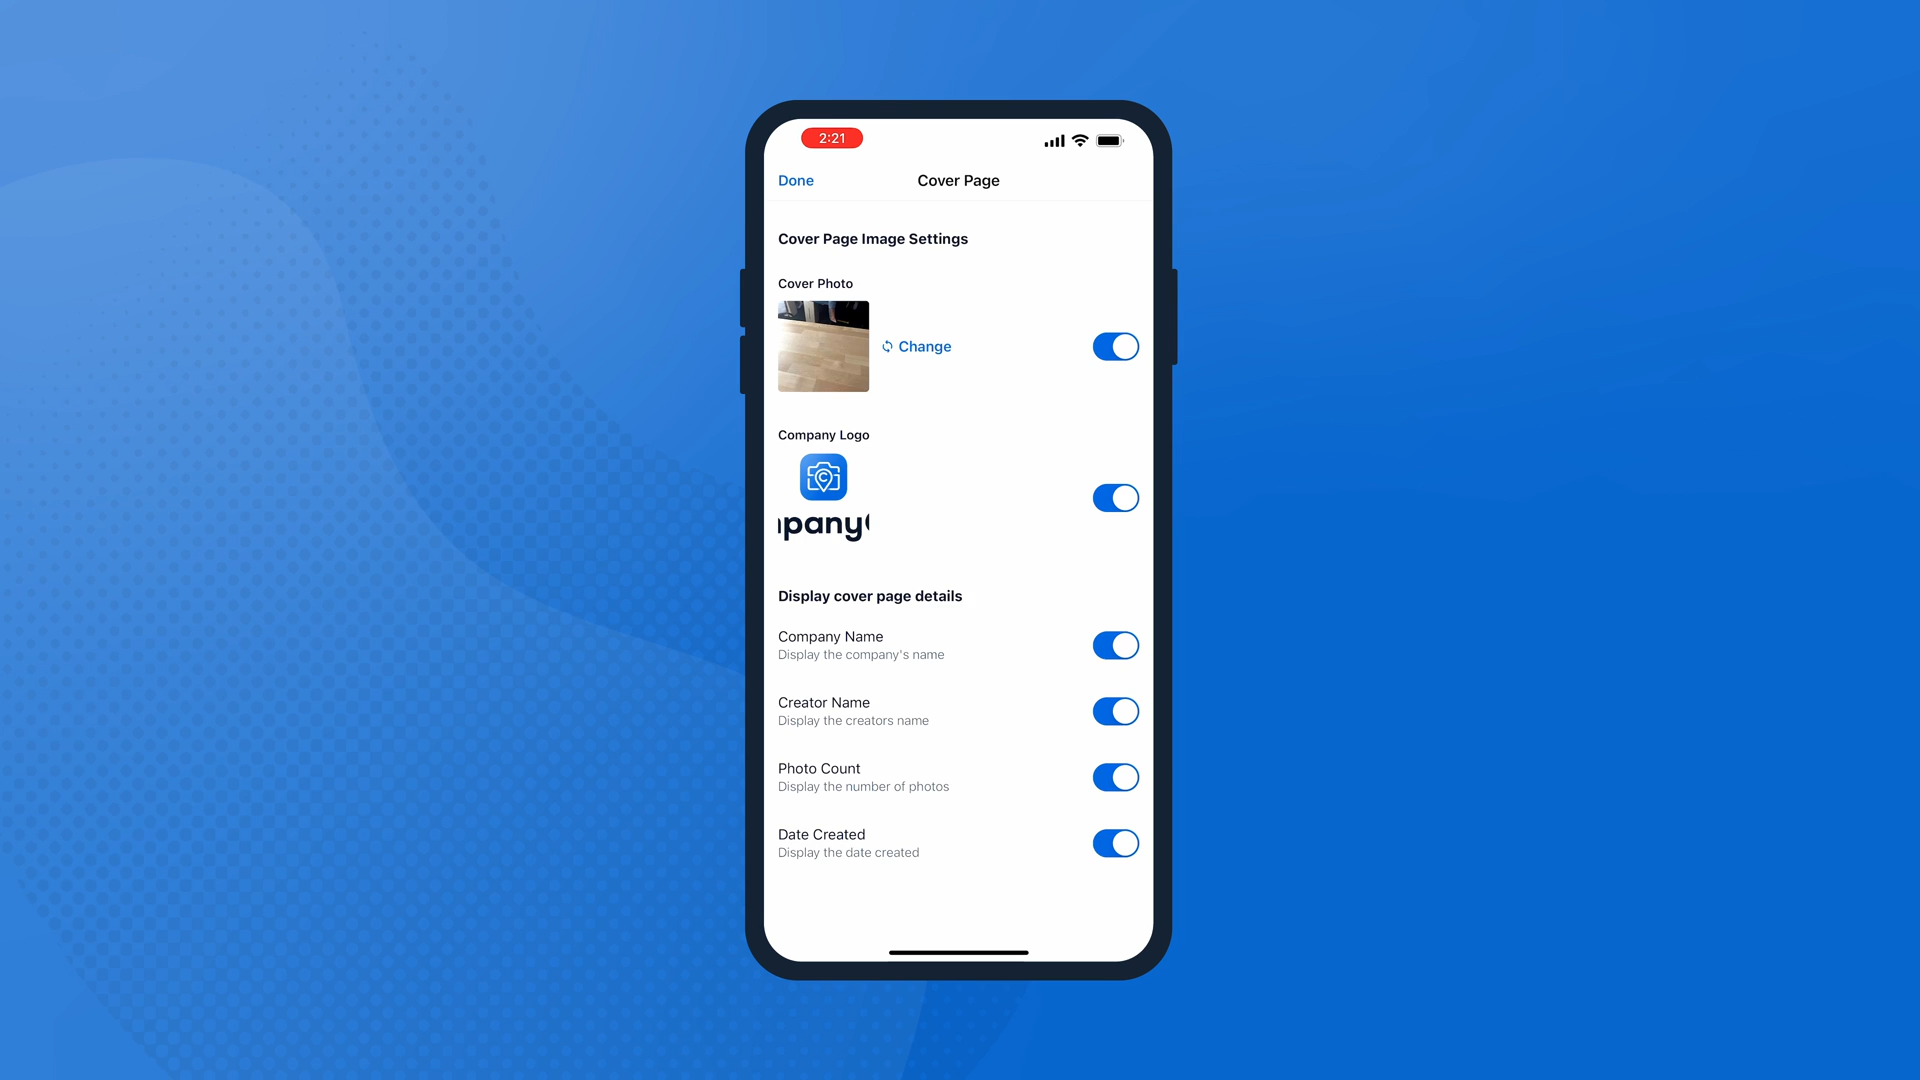 2:21
Done
Cover Page
Cover Page Image Settings
Cover Photo
Change
Company Logo
C
pany
Display cover page details
Company Name
Display the company's name
Creator Name
Display the creators name
Photo Count
Display the number of photos
Date Created
Display the date created